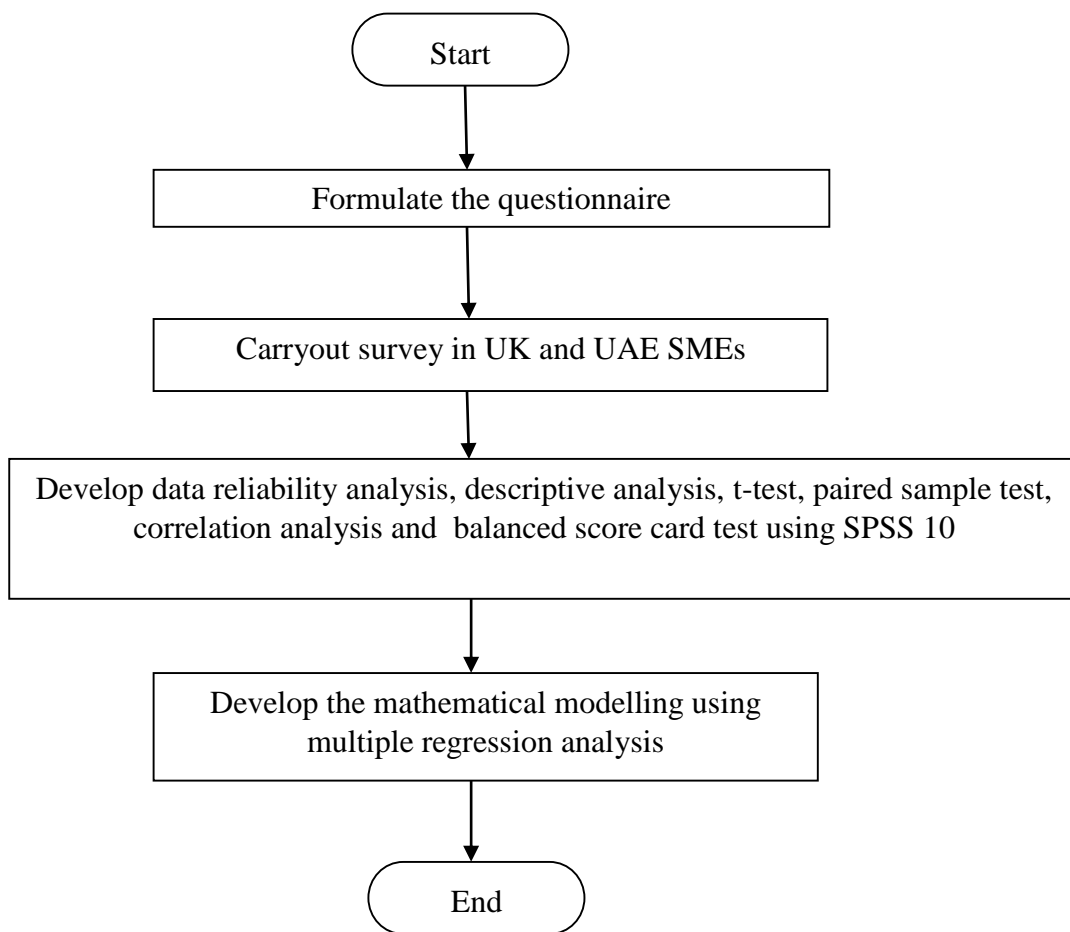 Start
Formulate the questionnaire
Carryout survey in UK and UAE SMEs
Develop data reliability analysis, descriptive analysis, t-test, paired sample test,
correlation analysis and  balanced score card test using SPSS 10
Develop the mathematical modelling using
multiple regression analysis
End